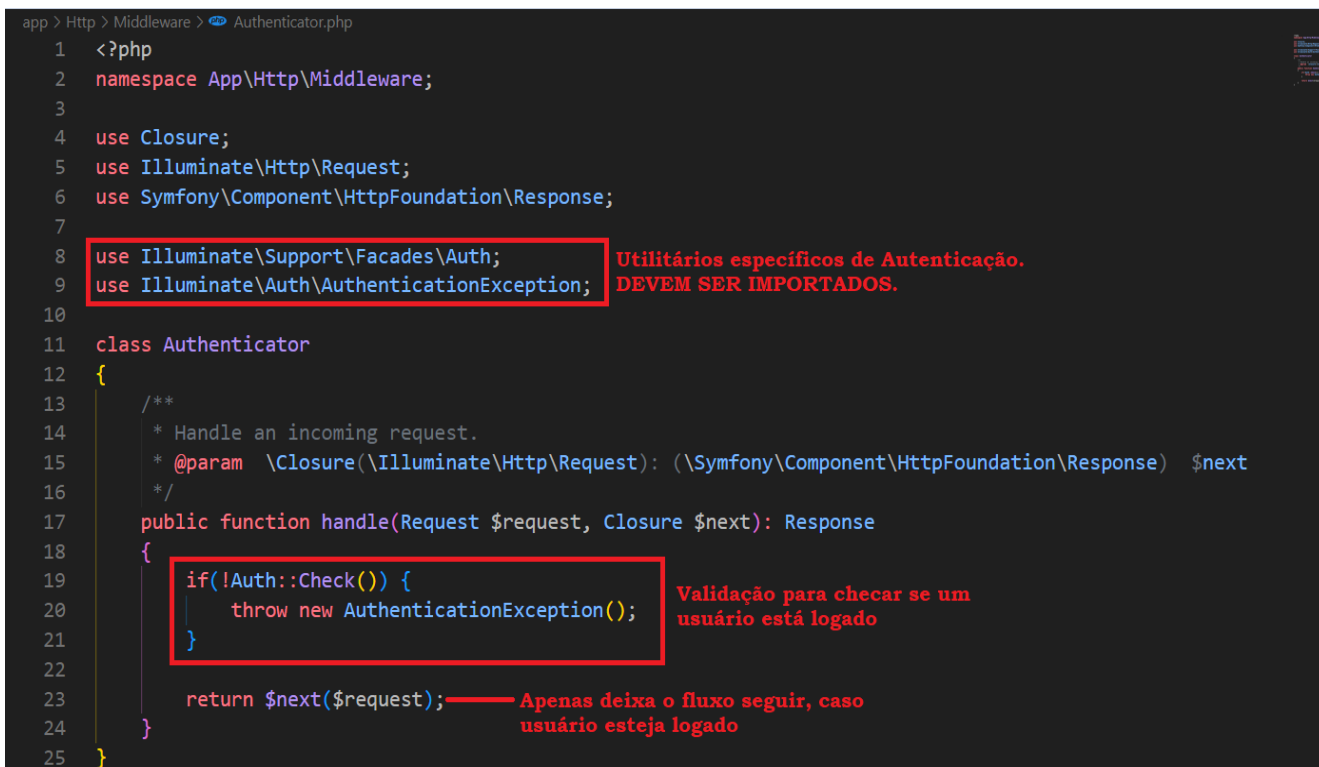 app > Http > Middleware > php Authenticator.php
1 <?php
2 namespace App\Http\Middleware;
3
4 use Closure;
5 use Illuminate\Http\Request;
6 use Symfony\Component\HttpFoundation\Response;
7
8 use Illuminate\Support\Facades\Auth; Utilitários específicos de Autenticação.
9 use Illuminate\Auth\AuthenticationException; DEVEM SER IMPORTADOS.
10
11 class Authenticator
12 {
13 /**
14 * Handle an incoming request.
15 * @param \Closure(\Illuminate\Http\Request): (\Symfony\Component\HttpFoundation\Response) $next
16 */
17 public function handle(Request $request, Closure $next): Response
18 {
19 if(!Auth::Check()) { Validação para checar se um
20 throw new AuthenticationException(); usuário está logado
21 }
22
23 return $next($request); Apenas deixa o fluxo seguir, caso
24 } usuário esteja logado
25 }